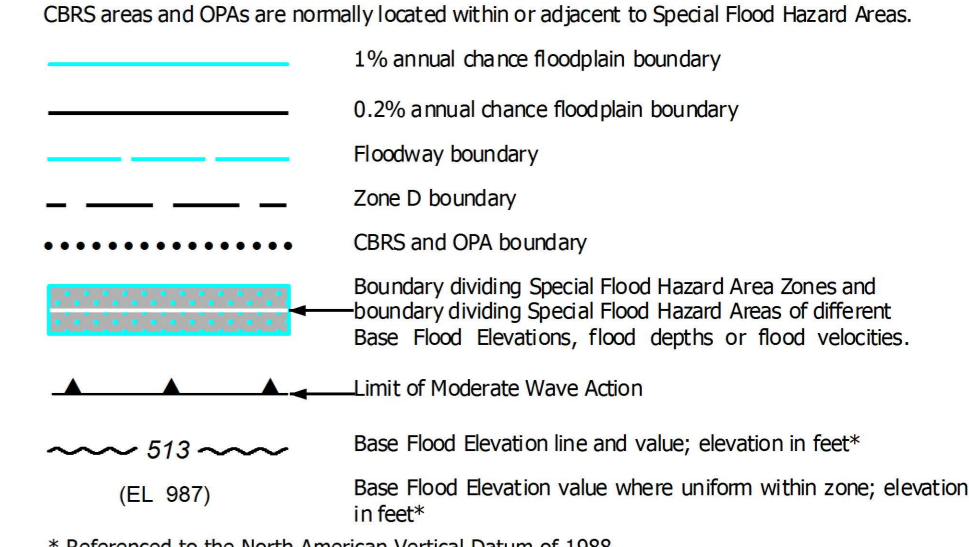 CBRS areas and OPAs are normally located within or adjacent to Special Flood Hazard Areas.
1% annual chance floodplain boundary
0.2% annual chance floodplain boundary
Floodway boundary
Zone D boundary
CBRS and OPA boundary
Boundary dividing Special Flood Hazard Area Zones and
boundary dividing Special Flood Hazard Areas of different
Base Flood Elevations, flood depths or flood velocities.
Limit of Moderate Wave Action
513
Base Flood Elevation line and value; elevation in feet*
(EL 987)
Base Flood Elevation value where uniform within zone; elevation
in feet*
* Referenced to the North American Vertical Datum of 1988